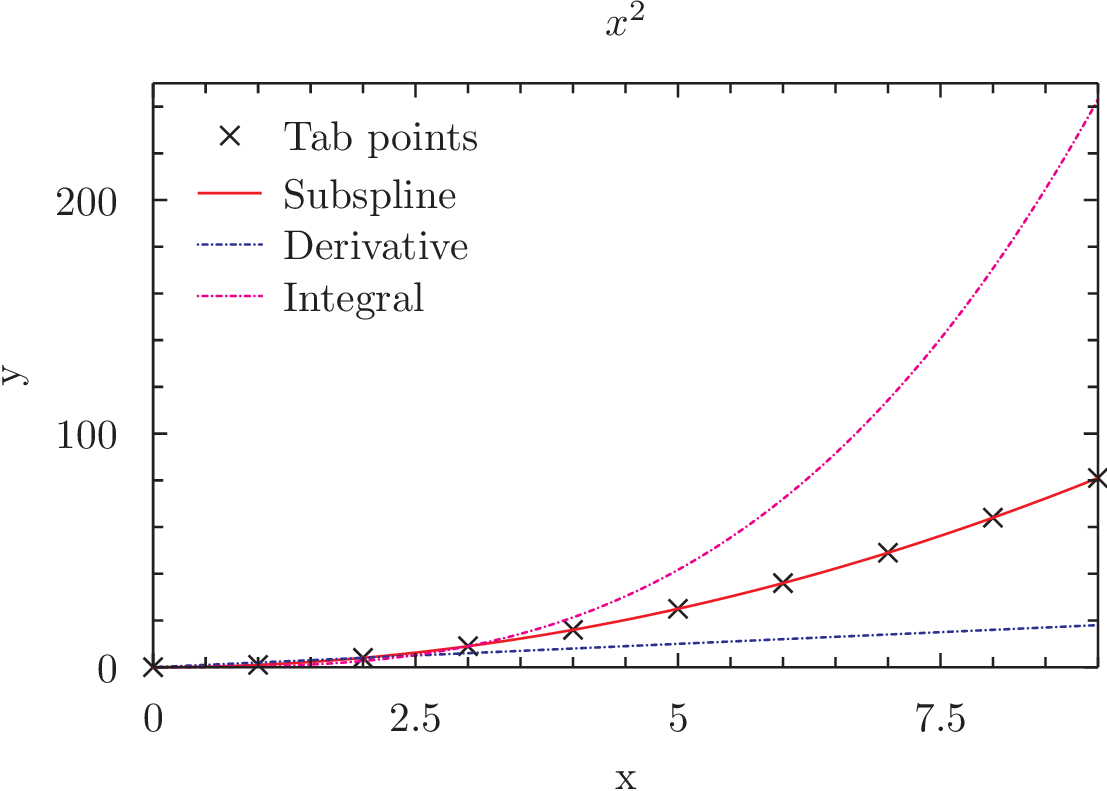 x²
Tab points
Subspline
Derivative
Integral
200
100
0
y
0 2.5 5 7.5
x